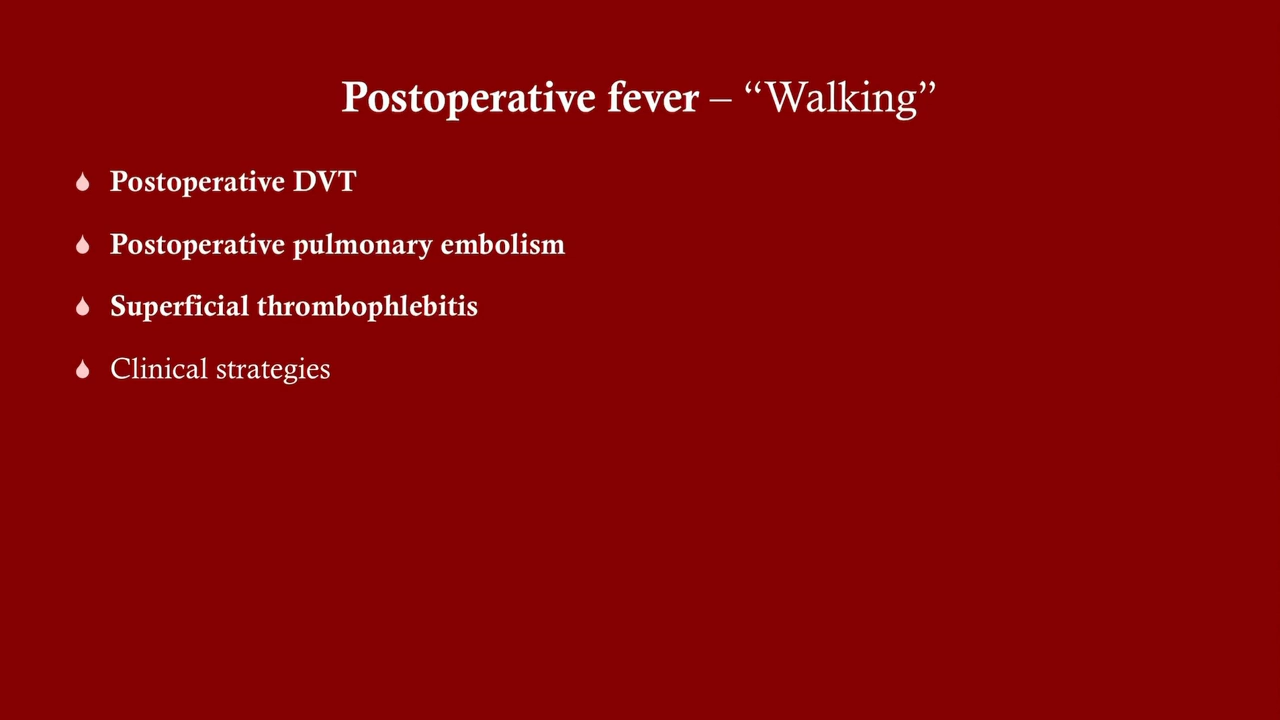 Postoperative fever – “Walking”
Postoperative DVT
Postoperative pulmonary embolism
Superficial thrombophlebitis
Clinical strategies